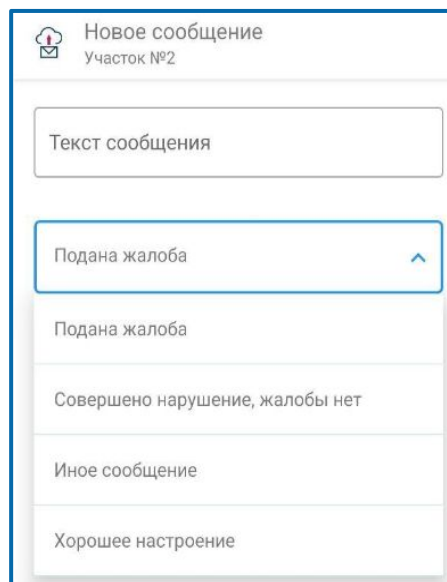 Новое сообщение
Участок №2
Текст сообщения
Подана жалоба
Подана жалоба
Совершено нарушение, жалобы нет
Иное сообщение
Хорошее настроение